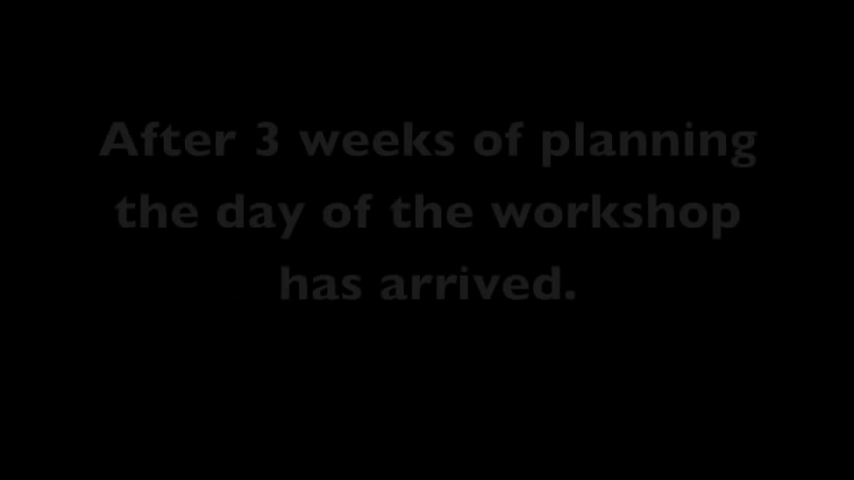 After 3 weeks of planning
the day of the workshop
has arrived.